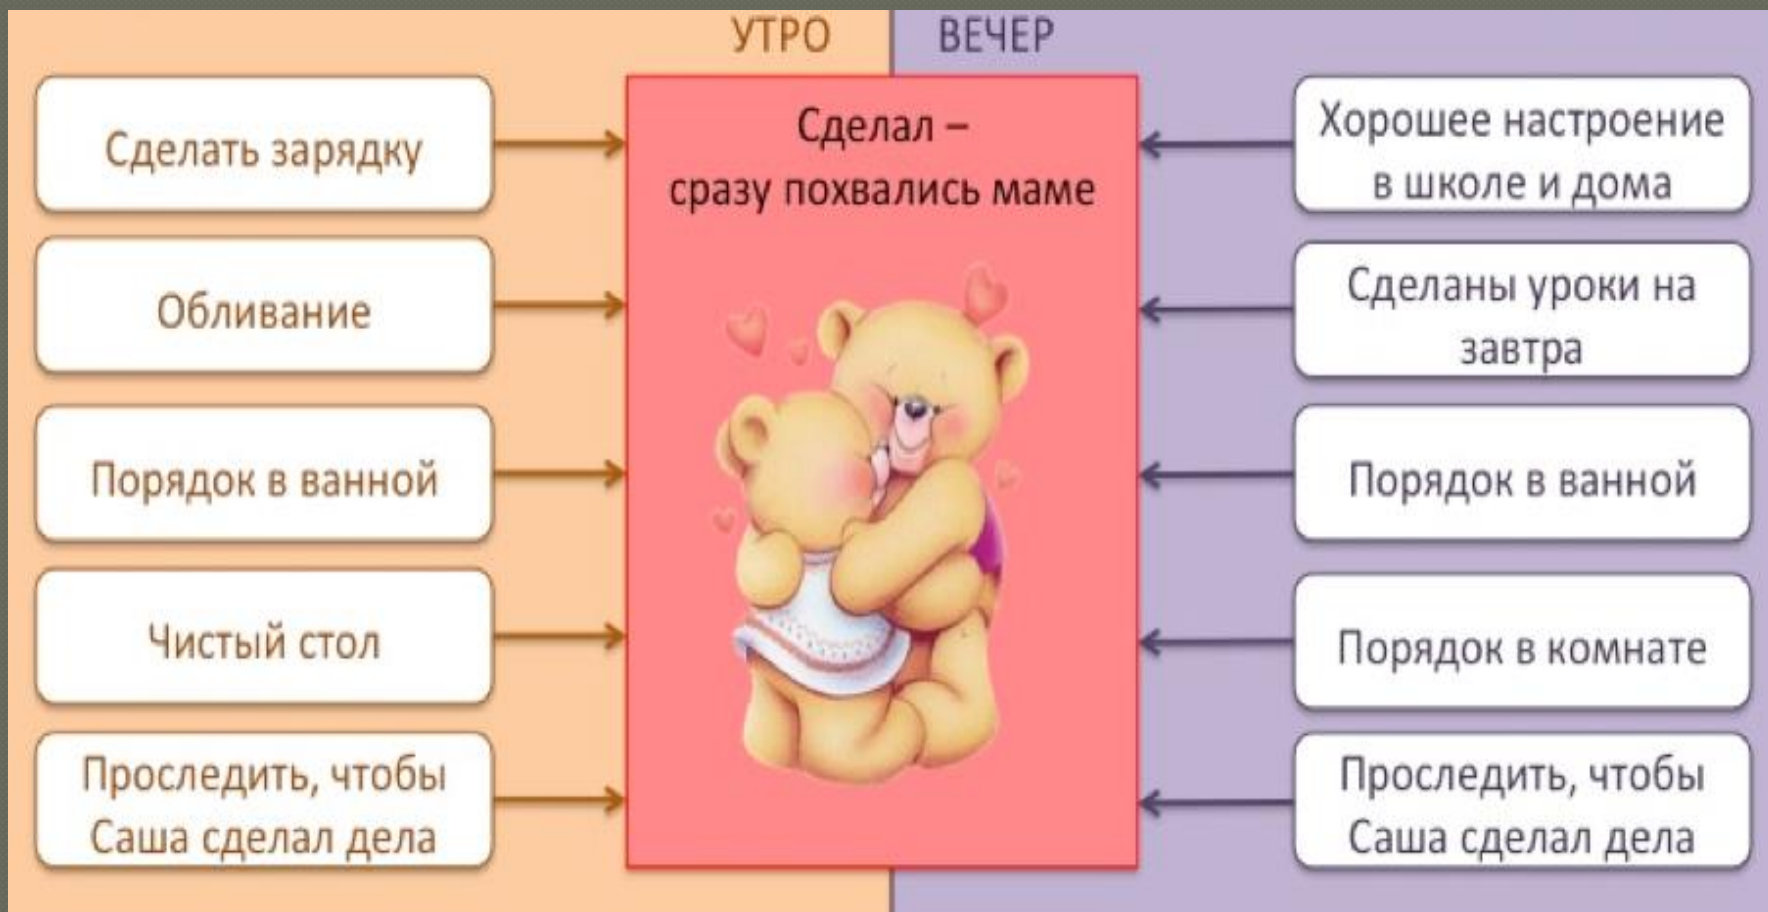 УТРО
ВЕЧЕР
Сделать зарядку
Обливание
Порядок в ванной
Чистый стол
Проследить, чтобы
Саша сделал дела
Сделал –
сразу похвались маме
Хорошее настроение
в школе и дома
Сделаны уроки на
завтра
Порядок в ванной
Порядок в комнате
Проследить, чтобы
Саша сделал дела